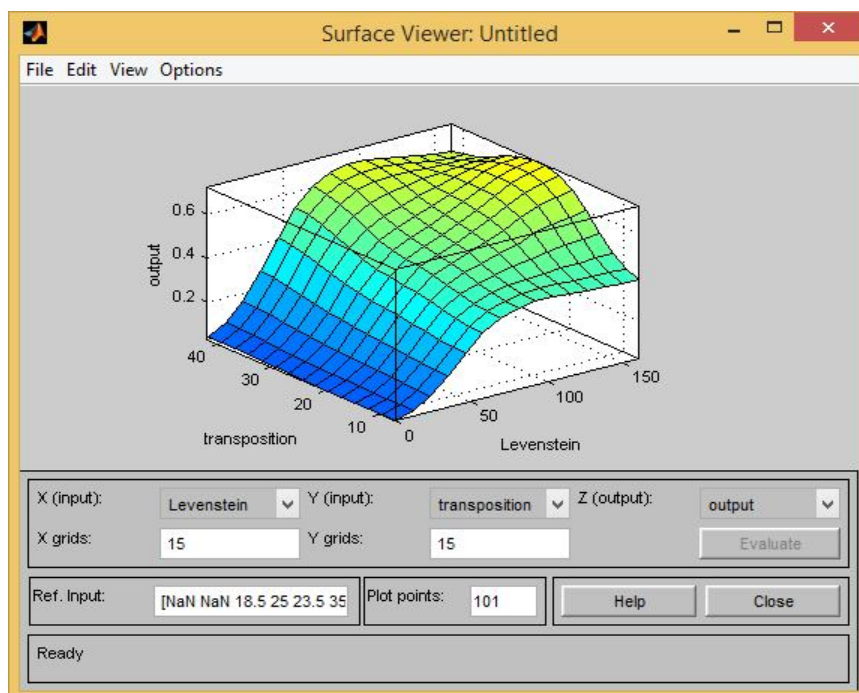 Surface Viewer: Untitled
File Edit View Options
0.6
0.4
0.2
output
40
30
20
10
transposition
0
50
100
150
Levenstein
X (input): Levenstein Y (input): transposition Z (output): output
X grids: 15 Y grids: 15 Evaluate
Ref. Input: [NaN NaN 18.5 25 23.5 35 Plot points: 101 Help Close
Ready